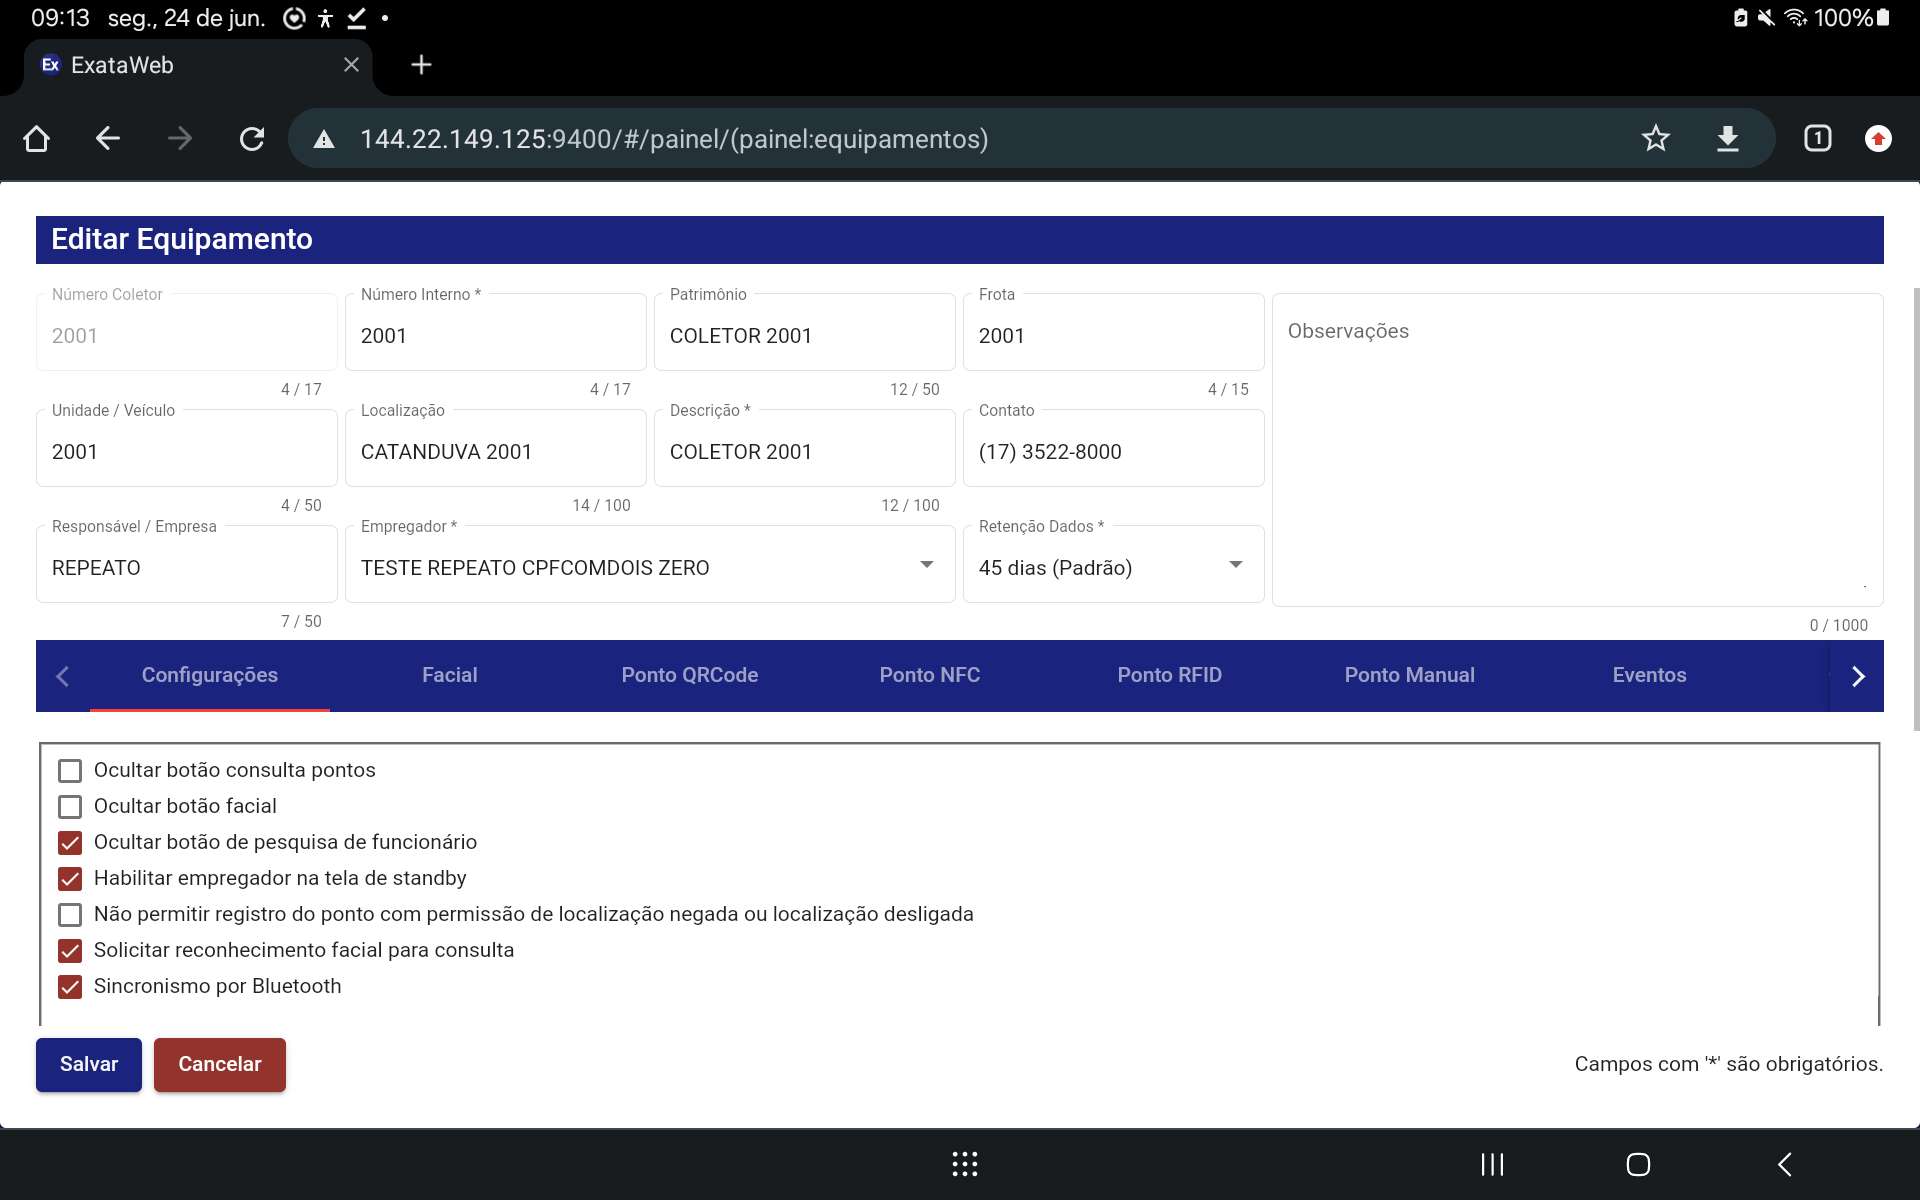 09:13 seg., 24 de jun. 100%
Ex ExataWeb
144.22.149.125:9400/#/painel/(painel:equipamentos) 1
Editar Equipamento
Número Coletor Número Interno * Patrimônio Frota
2001 2001 COLETOR 2001 2001 Observações
4 / 17 4 / 17 12 / 50 4 / 15
Unidade / Veículo Localização Descrição * Contato
2001 CATANDUVA 2001 COLETOR 2001 (17) 3522-8000
4 / 50 14 / 100 12 / 100
Responsável / Empresa Empregador * Retenção Dados *
REPEATO TESTE REPEATO CPFCOMDOIS ZERO 45 dias (Padrão)
7 / 50 0 / 1000
Configurações Facial Ponto QRCode Ponto NFC Ponto RFID Ponto Manual Eventos
Ocultar botão consulta pontos
Ocultar botão facial
Ocultar botão de pesquisa de funcionário
Habilitar empregador na tela de standby
Não permitir registro do ponto com permissão de localização negada ou localização desligada
Solicitar reconhecimento facial para consulta
Sincronismo por Bluetooth
Salvar Cancelar Campos com '*' são obrigatórios.